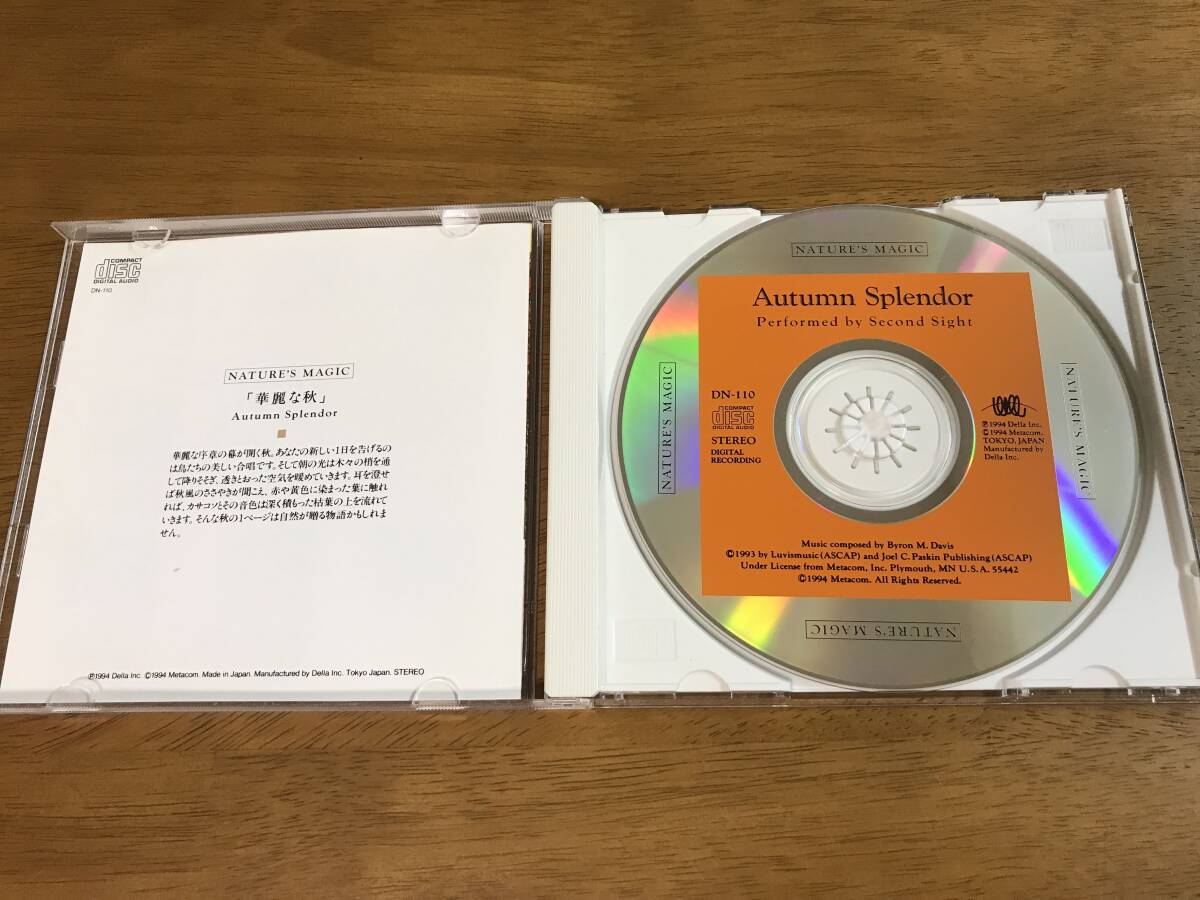 COMPACT
disc
DIGITAL AUDIO
DN-110
NATURE'S MAGIC
「華麗な秋」
Autumn Splendor
華麗な序章の幕が開く秋。あなたの新しい1日を告げるの
は鳥たちの美しい合唱です。そして朝の光は木々の梢を通
して降りそそぎ、透きとおった空気を暖めていきます。耳を澄せ
ば秋風のささやきが聞こえ、赤や黄色に染まった葉に触れ
れば、カサコソとその音色は深く積もった枯葉の上を流れて
いきます。そんな秋の1ページは自然が贈る物語かもしれま
せん。
℗1994 Della Inc. ©1994 Metacom. Made in Japan. Manufactured by Della Inc. Tokyo Japan. STEREO
NATURE'S MAGIC
Autumn Splendor
Performed by Second Sight
NATURE'S MAGIC
NATURE'S MAGIC
DN-110
COMPACT
disc
DIGITAL AUDIO
STEREO
DIGITAL
RECORDING
℗1994 Della Inc.
©1994 Metacom.
TOKYO, JAPAN
Manufactured by
Della Inc.
Music composed by Byron M. Davis
©1993 by Luvismusic (ASCAP) and Joel C. Paskin Publishing (ASCAP)
Under License from Metacom, Inc. Plymouth, MN U.S.A. 55442
©1994 Metacom. All Rights Reserved.
NATURE'S MAGIC